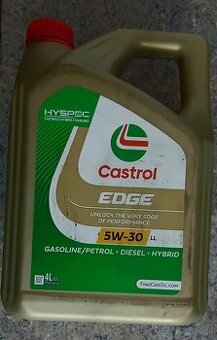 HYSPEC
Castrol
EDGE
UNLOCK THE VERY EDGE
OF PERFORMANCE
5W-30 LL
GASOLINE/PETROL • DIESEL • HYBRID
4L
FindCarOil.com